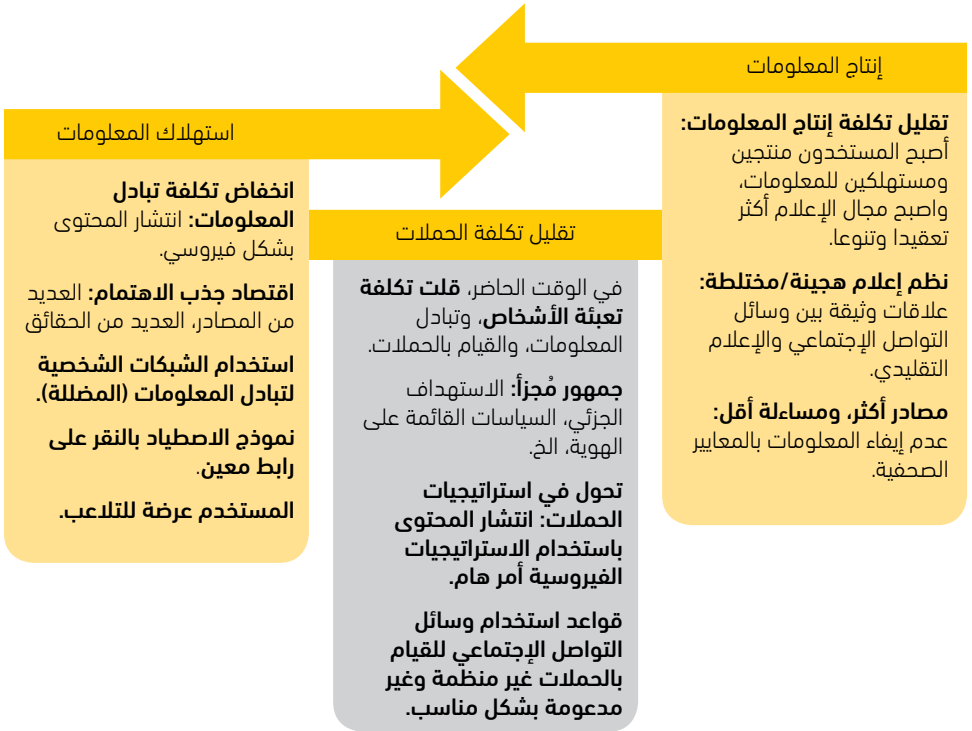 إنتاج المعلومات
تقليل تكلفة إنتاج المعلومات:
أصبح المستخدون منتجين
ومستهلكين للمعلومات،
واصبح مجال الإعلام أكثر
تعقيدا وتنوعا.
نظم إعلام هجينة/مختلطة:
علاقات وثيقة بين وسائل
التواصل الإجتماعي والإعلام
التقليدي.
مصادر أكثر، ومساءلة أقل:
عدم إيفاء المعلومات بالمعايير
الصحفية.
تقليل تكلفة الحملات
في الوقت الحاضر، قلت تكلفة
تعبئة الأشخاص، وتبادل
المعلومات، والقيام بالحملات.
جمهور مُجزأ: الاستهداف
الجزئي، السياسات القائمة على
الهوية، الخ.
تحول في استراتيجيات
الحملات: انتشار المحتوى
باستخدام الاستراتيجيات
الفيروسية أمر هام.
قواعد استخدام وسائل
التواصل الإجتماعي للقيام
بالحملات غير منظمة وغير
مدعومة بشكل مناسب.
استهلاك المعلومات
انخفاض تكلفة تبادل
المعلومات: انتشار المحتوى
بشكل فيروسي.
اقتصاد جذب الاهتمام: العديد
من المصادر، العديد من الحقائق
استخدام الشبكات الشخصية
لتبادل المعلومات (المضللة).
نموذج الاصطياد بالنقر على
رابط معين.
المستخدم عرضة للتلاعب.